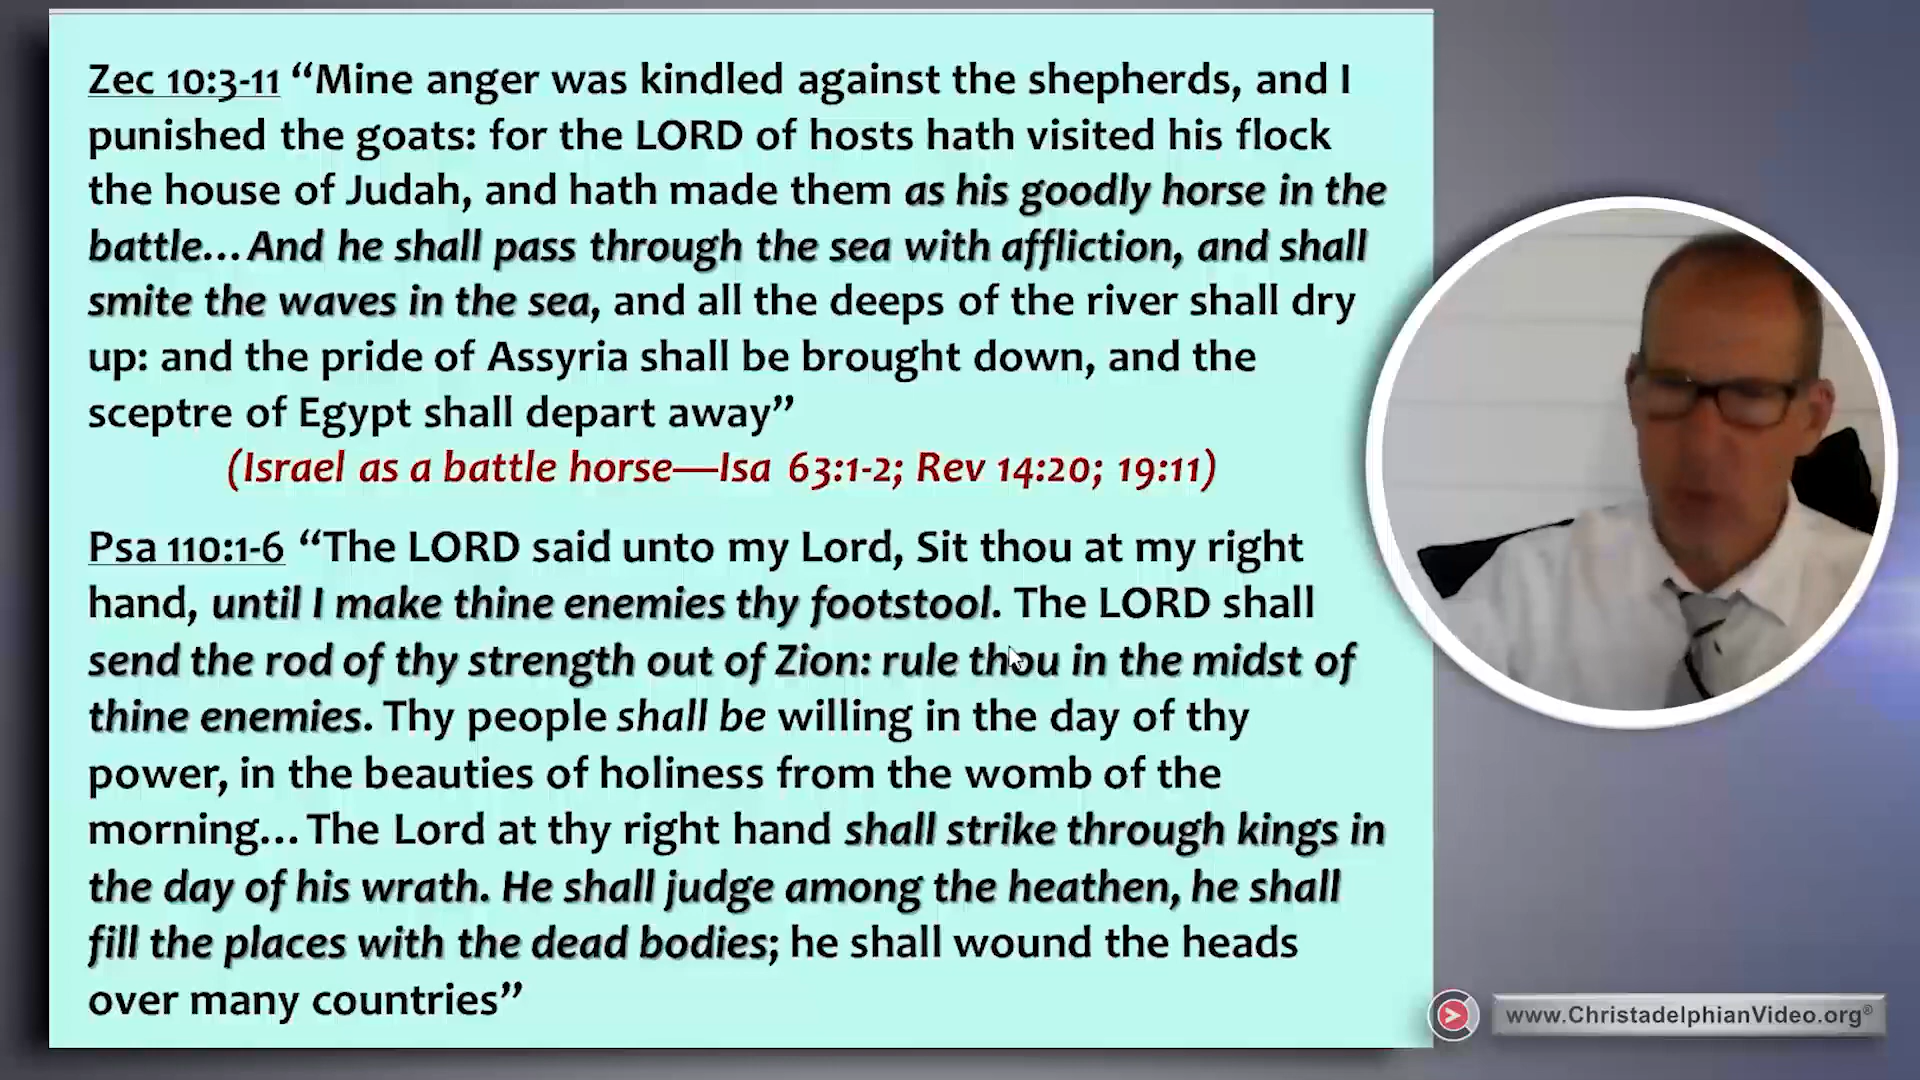 Zec 10:3-11 “Mine anger was kindled against the shepherds, and I
punished the goats: for the LORD of hosts hath visited his flock
the house of Judah, and hath made them as his goodly horse in the
battle…And he shall pass through the sea with affliction, and shall
smite the waves in the sea, and all the deeps of the river shall dry
up: and the pride of Assyria shall be brought down, and the
sceptre of Egypt shall depart away”
(Israel as a battle horse—Isa 63:1-2; Rev 14:20; 19:11)
Psa 110:1-6 “The LORD said unto my Lord, Sit thou at my right
hand, until I make thine enemies thy footstool. The LORD shall
send the rod of thy strength out of Zion: rule thou in the midst of
thine enemies. Thy people shall be willing in the day of thy
power, in the beauties of holiness from the womb of the
morning…The Lord at thy right hand shall strike through kings in
the day of his wrath. He shall judge among the heathen, he shall
fill the places with the dead bodies; he shall wound the heads
over many countries”
www.ChristadelphianVideo.org®